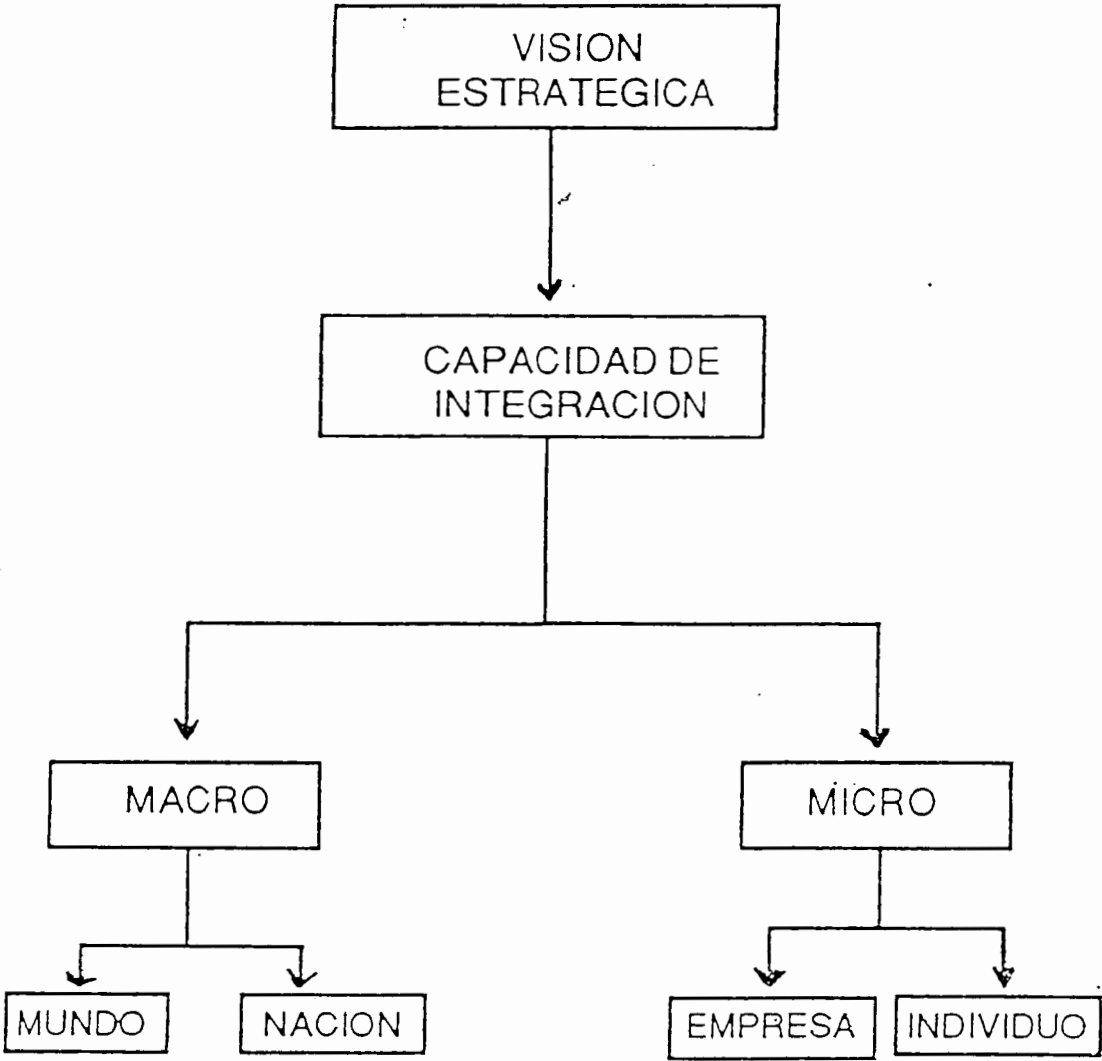 VISION
ESTRATEGICA
CAPACIDAD DE
INTEGRACION
MACRO
MICRO
MUNDO
NACION
EMPRESA
INDIVIDUO